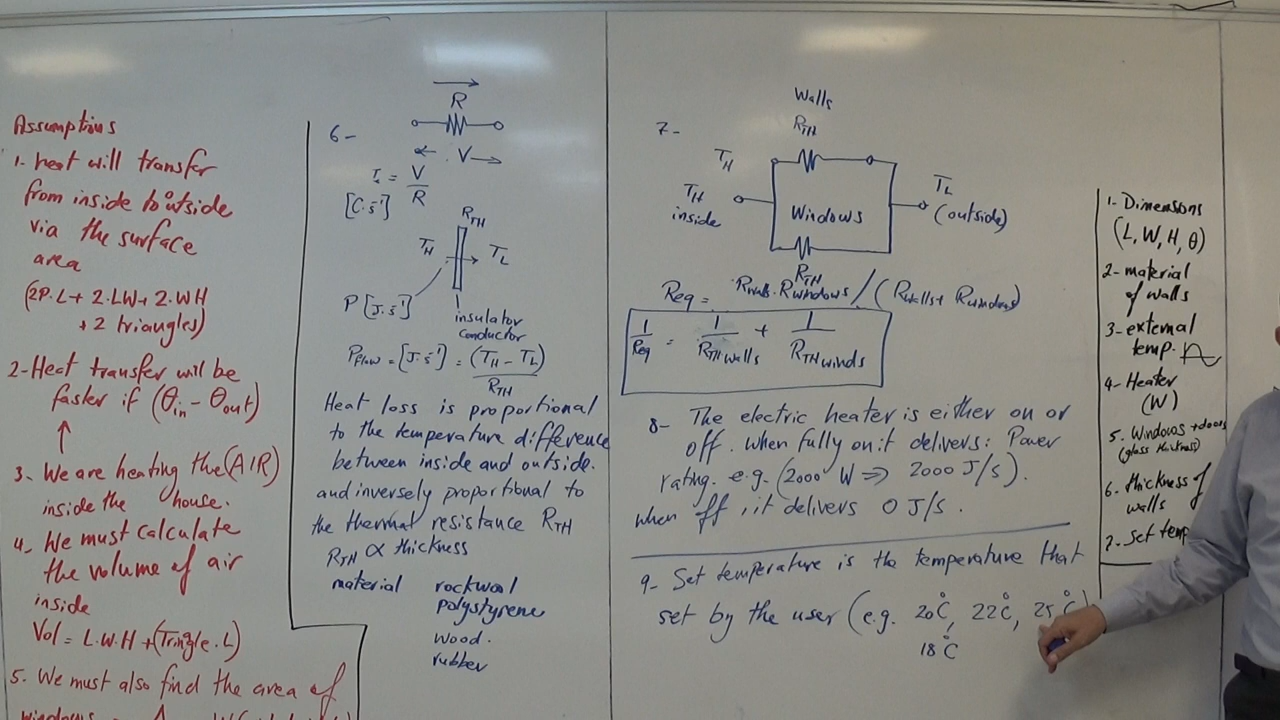 Assumptions
1- heat will transfer
from inside to outside
via the surface
area
(2P.L + 2.LW + 2.WH
+ 2 triangles)
2- Heat transfer will be
faster if (θin - θout)
↑
3. We are heating the (AIR)
inside the house.
4. We must calculate
the volume of air
inside
Vol = L.W.H + (Tringle.L)
5. We must also find the area of
windows
6-
R
V
= V/R
[C.s⁻¹]
RTH
TH
TL
P [J.s⁻¹]
insulator
conductor
Pflow = [J.s⁻¹] = (TH - TL)/RTH
Heat loss is proportional
to the temperature difference
between inside and outside.
and inversely proportional to
the thermal resistance RTH
RTH ∝ thickness
material rockwool
polystyrene
wood.
rubber
7-
Walls
RTH
TH
TH
inside
Windows
RTH
TL
(outside)
Req = Rwalls.Rwindows / (Rwalls + Rwindows)
1/Req = 1/RTH walls + 1/RTH winds
8- The electric heater is either on or
off. when fully on it delivers: Power
rating. e.g. (2000 W ⇒ 2000 J/s).
when off, it delivers 0 J/s.
9- Set temperature is the temperature that
set by the user (e.g. 20°C, 22°C, 25°C)
18°C
1- Dimensions
(L, W, H, θ)
2- material
of walls
3- external
temp.
4- Heater
(W)
5. Windows + doors
(glass thickness)
6- thickness of
walls
7- Set temp